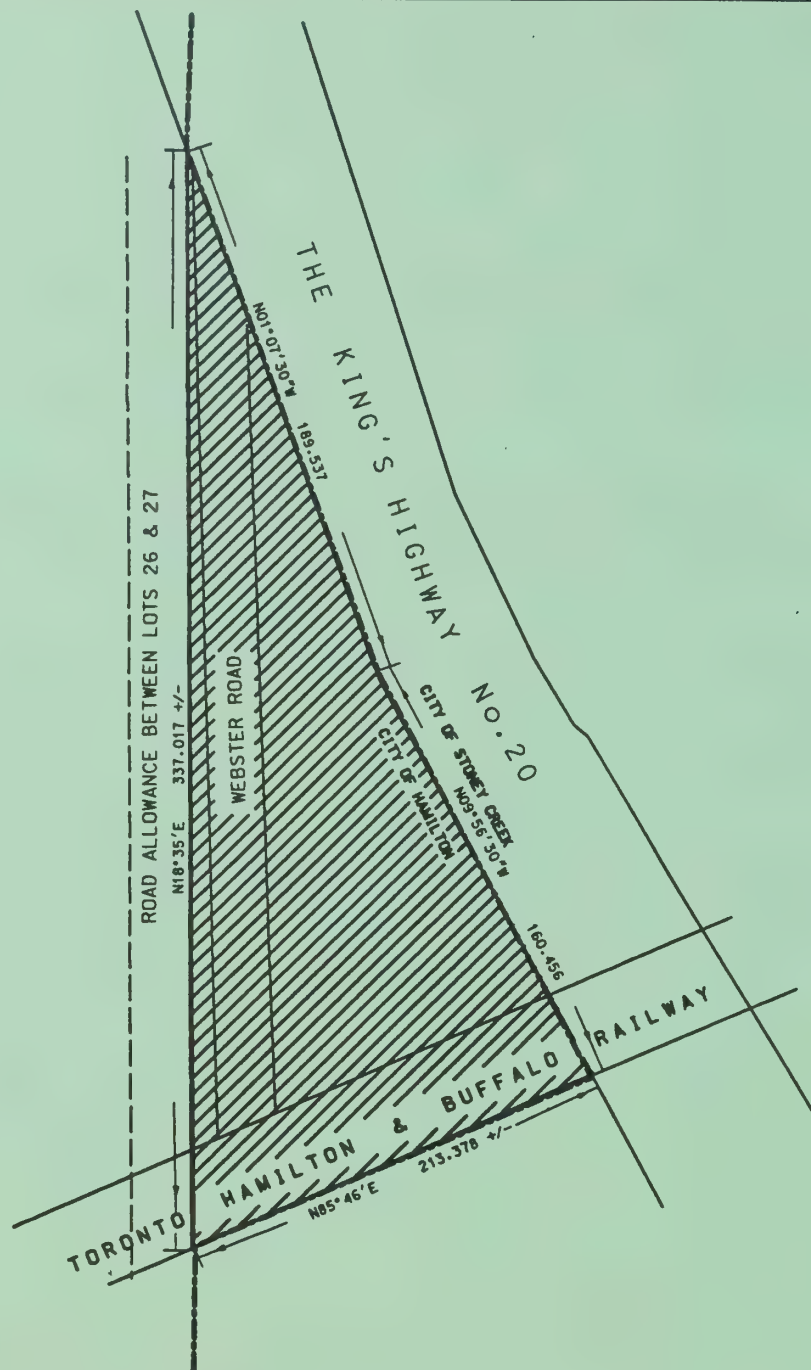 THE KING'S HIGHWAY No. 20
N01°07'30"W 189.537
ROAD ALLOWANCE BETWEEN LOTS 26 & 27
N18°35'E 337.017 +/-
WEBSTER ROAD
CITY OF STONEY CREEK
CITY OF HAMILTON
N09°56'30"W 160.456
TORONTO HAMILTON & BUFFALO RAILWAY
N85°46'E 213.378 +/-